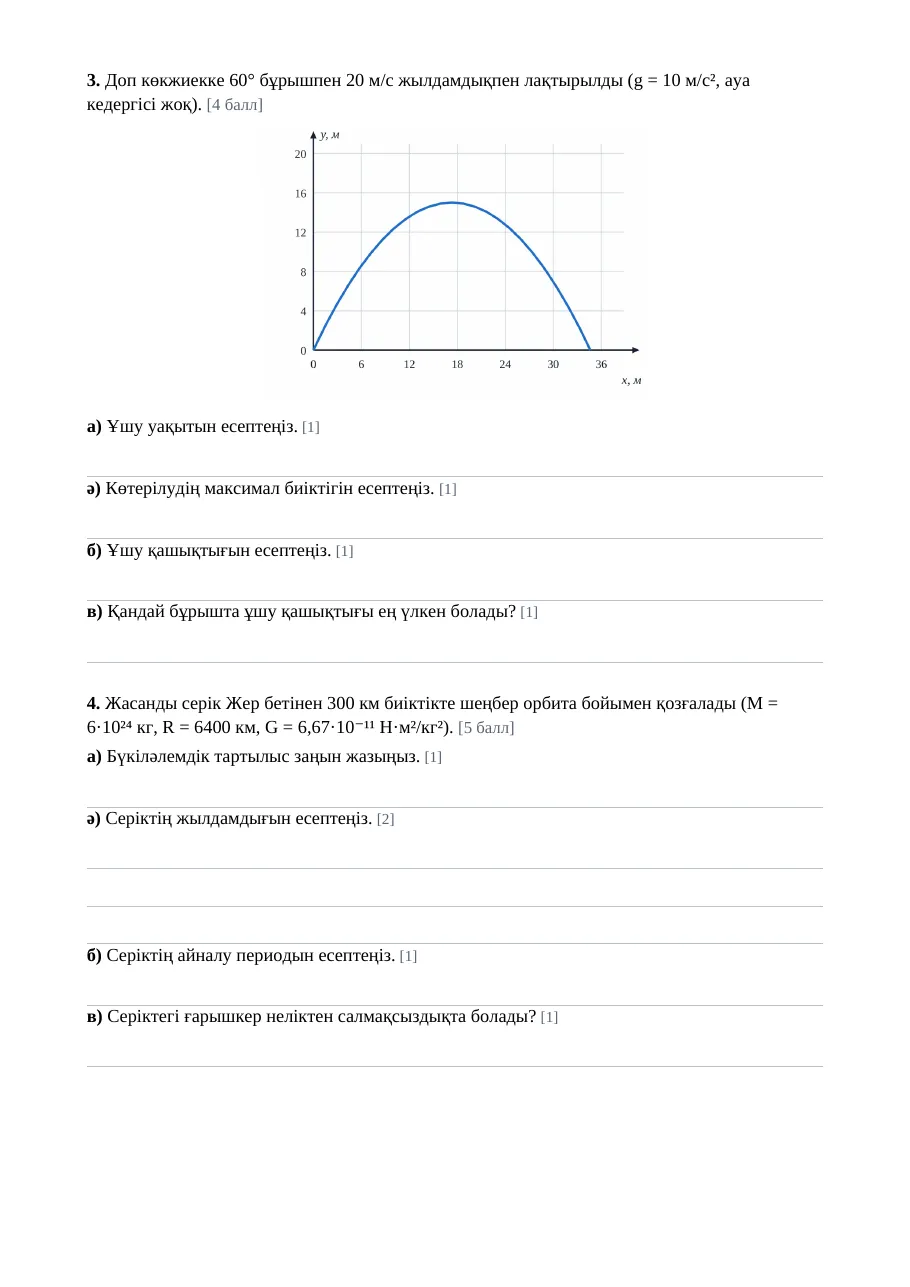 3. Доп көкжиекке 60° бұрышпен 20 м/с жылдамдықпен лақтырылды (g = 10 м/с², ауа
кедергісі жоқ). [4 балл]
y, м
20
16
12
8
4
0
0 6 12 18 24 30 36
x, м
а) Ұшу уақытын есептеңіз. [1]
ә) Көтерілудің максимал биіктігін есептеңіз. [1]
б) Ұшу қашықтығын есептеңіз. [1]
в) Қандай бұрышта ұшу қашықтығы ең үлкен болады? [1]
4. Жасанды серік Жер бетінен 300 км биіктікте шеңбер орбита бойымен қозғалады (M =
6·10²⁴ кг, R = 6400 км, G = 6,67·10⁻¹¹ Н·м²/кг²). [5 балл]
а) Бүкіләлемдік тартылыс заңын жазыңыз. [1]
ә) Серіктің жылдамдығын есептеңіз. [2]
б) Серіктің айналу периодын есептеңіз. [1]
в) Серіктегі ғарышкер неліктен салмақсыздықта болады? [1]